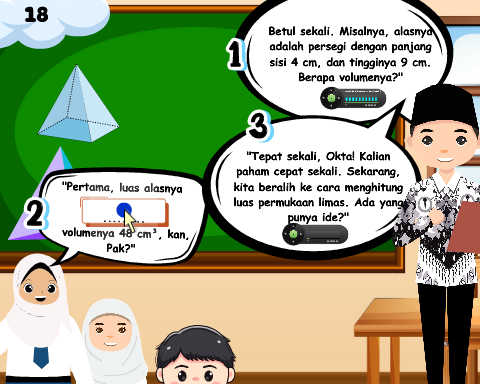 18
1
Betul sekali. Misalnya, alasnya
adalah persegi dengan panjang
sisi 4 cm, dan tingginya 9 cm.
Berapa volumenya?"
2
"Pertama, luas alasnya
..........
volumenya 48 cm³, kan,
Pak?"
3
"Tepat sekali, Okta! Kalian
paham cepat sekali. Sekarang,
kita beralih ke cara menghitung
luas permukaan limas. Ada yang
punya ide?"